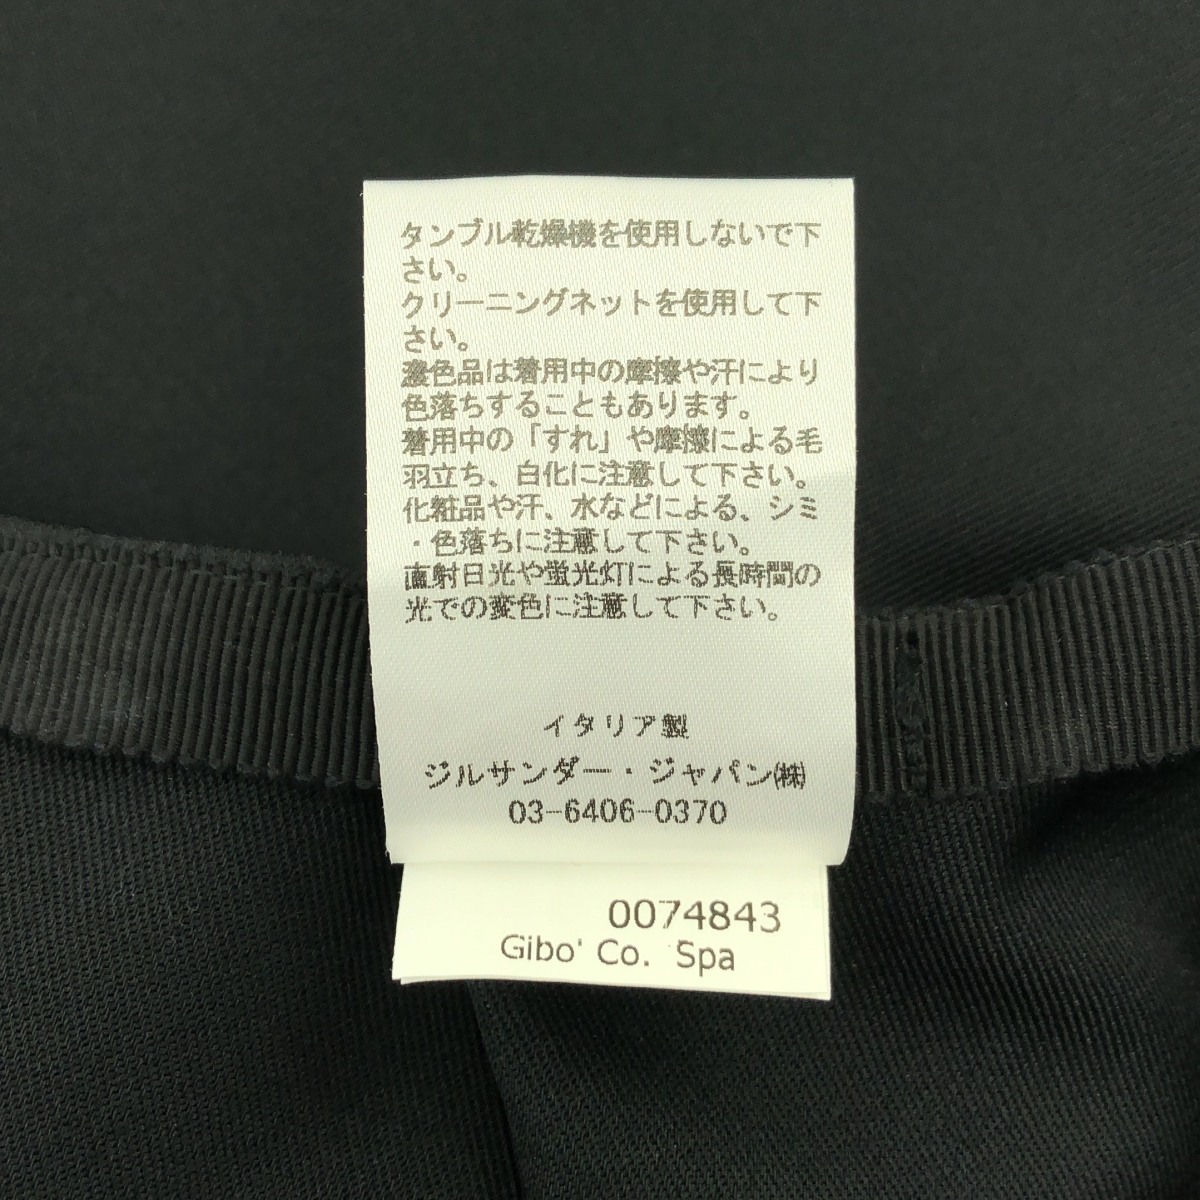 タンブル乾燥機を使用しないで下
さい。
クリーニングネットを使用して下
さい。
濃色品は着用中の摩擦や汗により
色落ちすることもあります。
着用中の「すれ」や摩擦による毛
羽立ち、白化に注意して下さい。
化粧品や汗、水などによる、シミ
・色落ちに注意して下さい。
直射日光や蛍光灯による長時間の
光での変色に注意して下さい。
イタリア製
ジルサンダー・ジャパン㈱
03-6406-0370
0074843
Gibo' Co. Spa